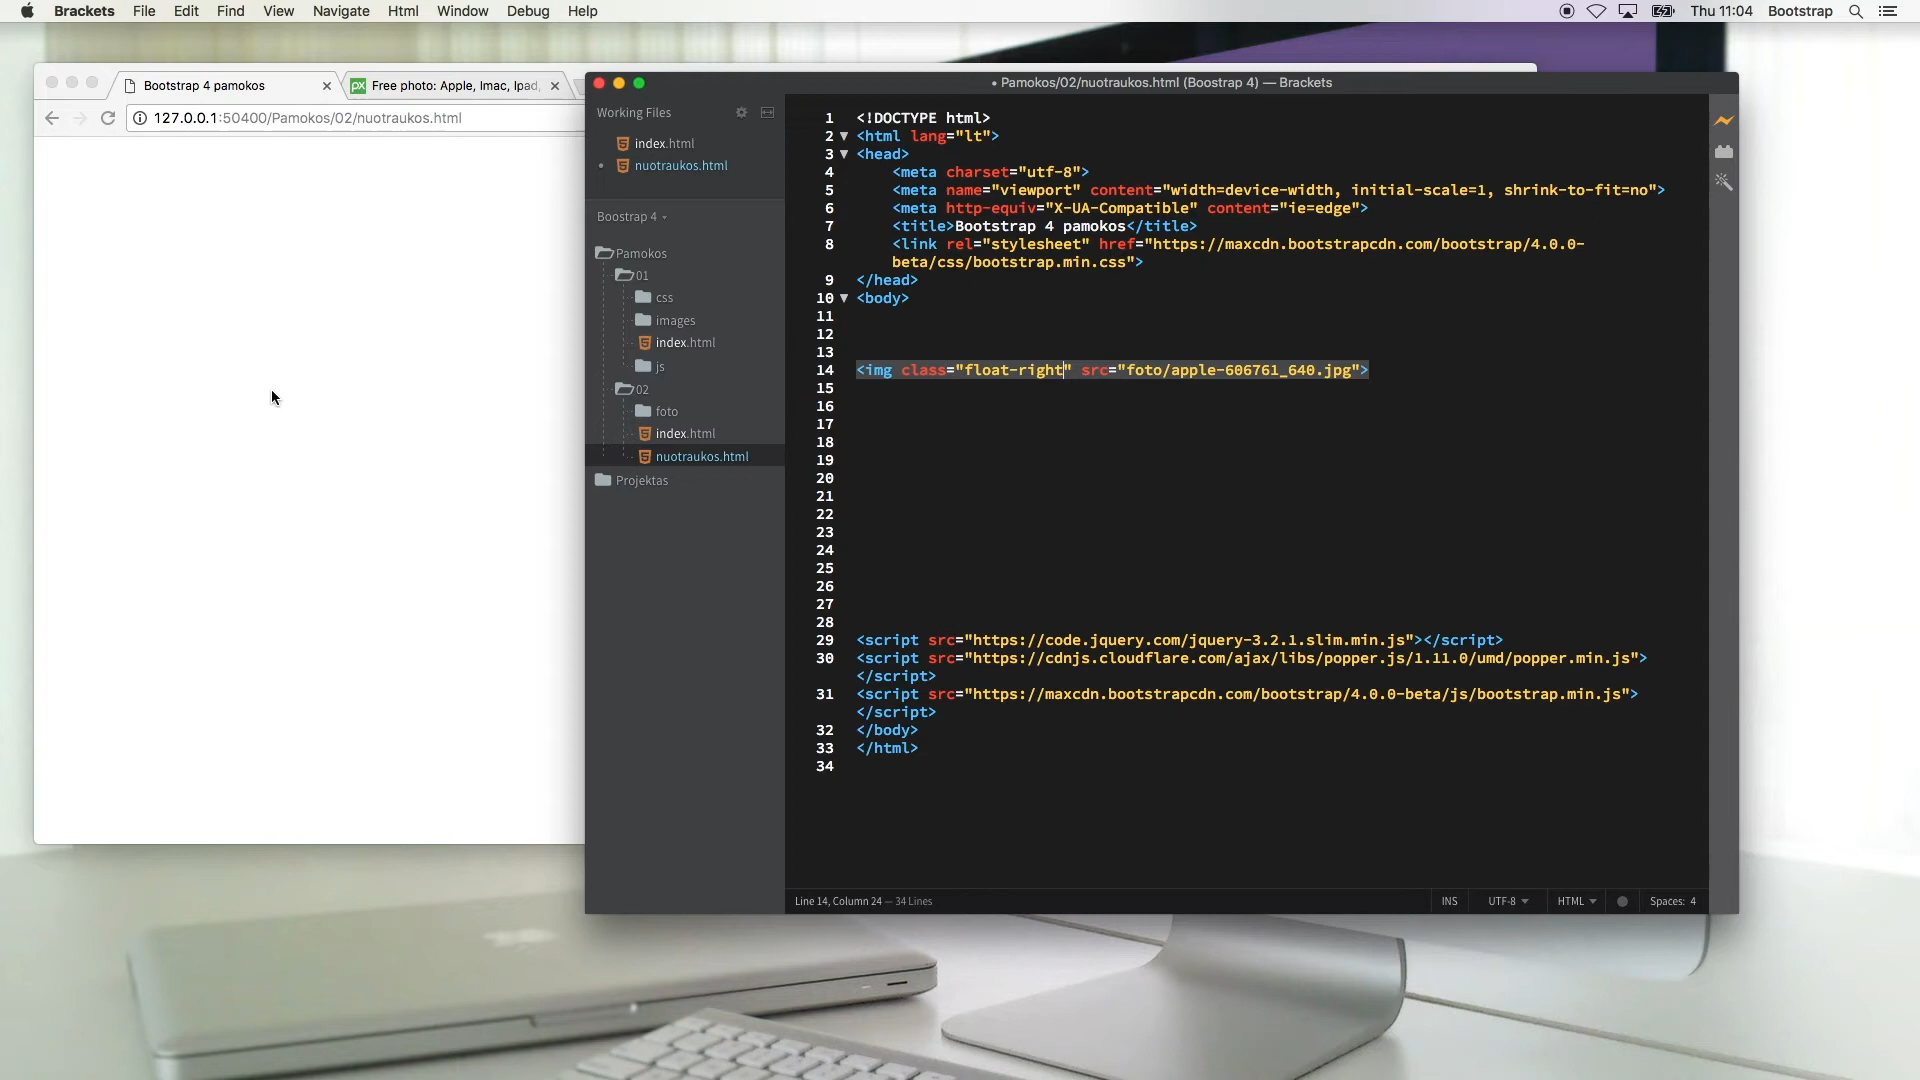 Brackets File Edit Find View Navigate Html Window Debug Help
Thu 11:04 Bootstrap
Bootstrap 4 pamokos
px Free photo: Apple, Imac, Ipad,
127.0.0.1:50400/Pamokos/02/nuotraukos.html
• Pamokos/02/nuotraukos.html (Boostrap 4) — Brackets
Working Files
index.html
• nuotraukos.html
Boostrap 4
Pamokos
01
css
images
index.html
js
02
foto
index.html
nuotraukos.html
Projektas
1 <!DOCTYPE html>
2 <html lang="lt">
3 <head>
4 <meta charset="utf-8">
5 <meta name="viewport" content="width=device-width, initial-scale=1, shrink-to-fit=no">
6 <meta http-equiv="X-UA-Compatible" content="ie=edge">
7 <title>Bootstrap 4 pamokos</title>
8 <link rel="stylesheet" href="https://maxcdn.bootstrapcdn.com/bootstrap/4.0.0-
beta/css/bootstrap.min.css">
9 </head>
10 <body>
11
12
13
14 <img class="float-right" src="foto/apple-606761_640.jpg">
15
16
17
18
19
20
21
22
23
24
25
26
27
28
29 <script src="https://code.jquery.com/jquery-3.2.1.slim.min.js"></script>
30 <script src="https://cdnjs.cloudflare.com/ajax/libs/popper.js/1.11.0/umd/popper.min.js">
</script>
31 <script src="https://maxcdn.bootstrapcdn.com/bootstrap/4.0.0-beta/js/bootstrap.min.js">
</script>
32 </body>
33 </html>
34
Line 14, Column 24 — 34 Lines
INS UTF-8 HTML Spaces: 4